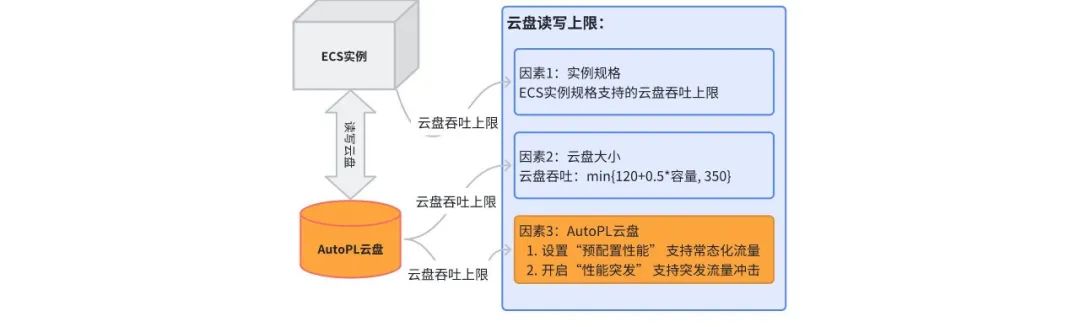 ECS实例
读写云盘
AutoPL云盘
云盘吞吐上限
云盘吞吐上限
云盘吞吐上限
云盘读写上限：
因素1：实例规格
ECS实例规格支持的云盘吞吐上限
因素2：云盘大小
云盘吞吐：min{120+0.5*容量, 350}
因素3：AutoPL云盘
1. 设置“预配置性能” 支持常态化流量
2. 开启“性能突发” 支持突发流量冲击